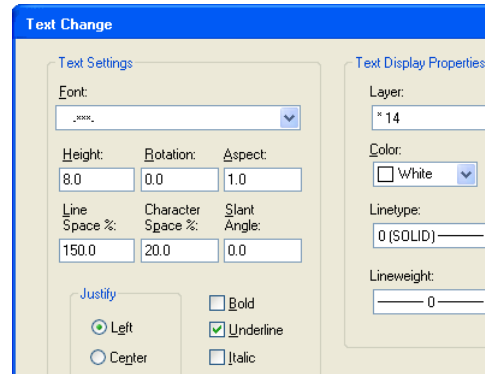 Text Change
Text Settings
Font:
.***.
Height: Rotation: Aspect:
8.0 0.0 1.0
Line Space %: Character Space %: Slant Angle:
150.0 20.0 0.0
Justify
Left
Center
Bold
Underline
Italic
Text Display Properties
Layer:
* 14
Color:
White
Linetype:
0 (SOLID)
Lineweight:
0